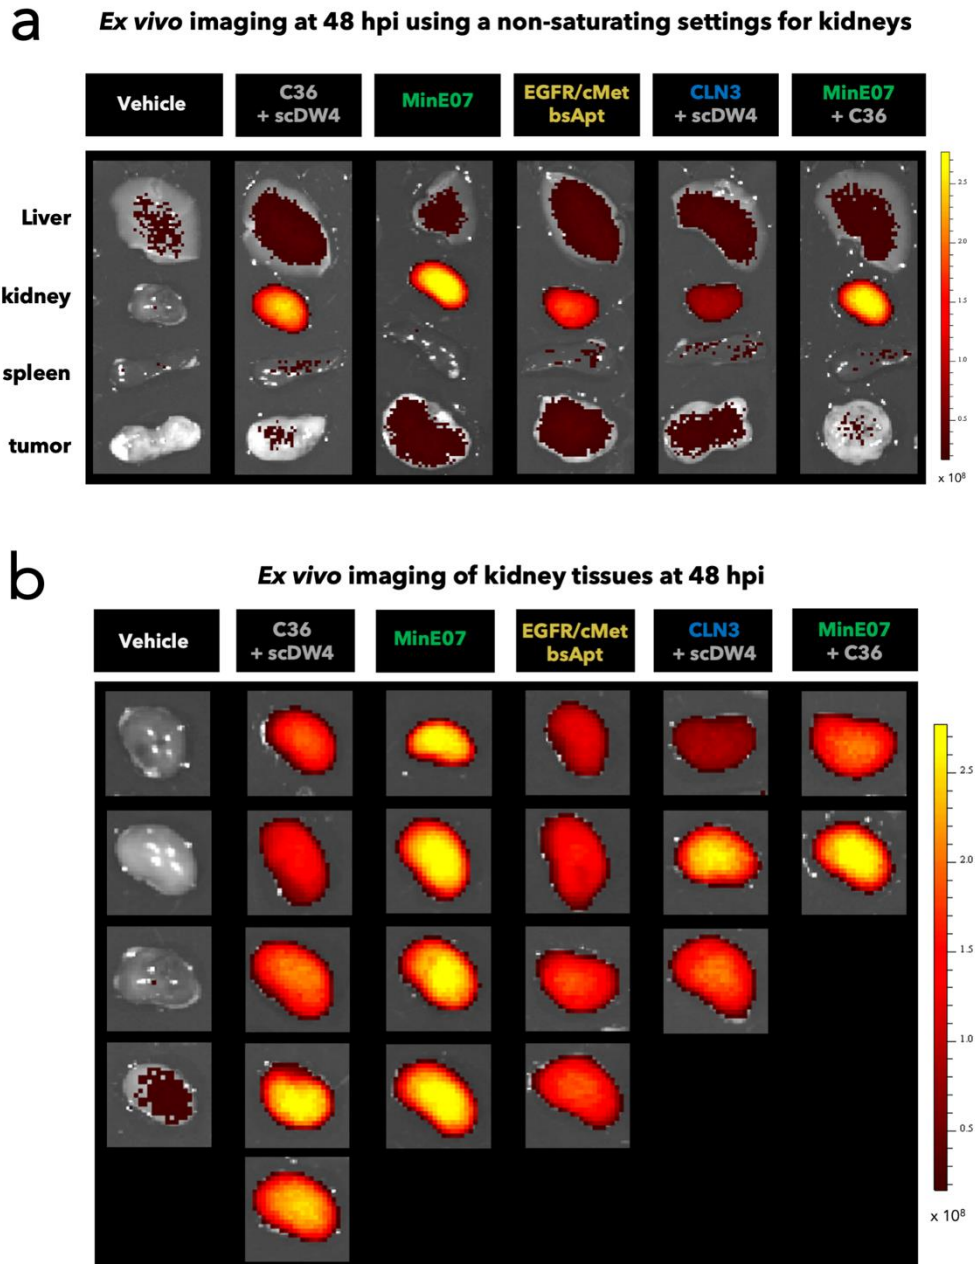 a
Ex vivo imaging at 48 hpi using a non-saturating settings for kidneys
Vehicle
C36
+ scDW4
MinE07
EGFR/cMet
bsApt
CLN3
+ scDW4
MinE07
+ C36
Liver
kidney
spleen
tumor
2.5
2.0
1.5
1.0
0.5
x 10⁸
b
Ex vivo imaging of kidney tissues at 48 hpi
Vehicle
C36
+ scDW4
MinE07
EGFR/cMet
bsApt
CLN3
+ scDW4
MinE07
+ C36
2.5
2.0
1.5
1.0
0.5
x 10⁸